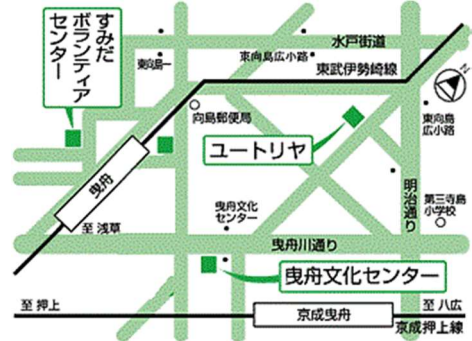 すみだ
ボランティア
センター
水戸街道
東向島一
東向島広小路
東武伊勢崎線
N
向島郵便局
東向島
広小路
ユートリヤ
曳舟
明治通り
第三寺島
小学校
至 浅草
曳舟文化
センター
曳舟川通り
曳舟文化センター
至 押上
京成曳舟
至 八広
京成押上線